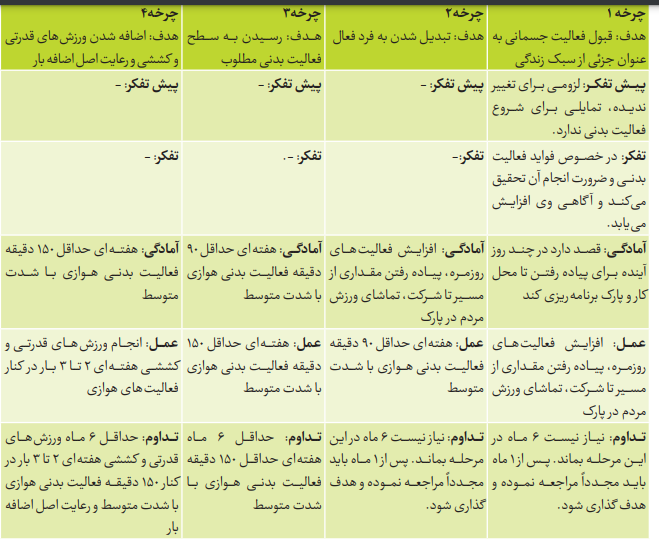 چرخه ۱
هدف: قبول فعالیت جسمانی به
عنوان جزئی از سبک زندگی
چرخه ۲
هدف: تبدیل شدن به فرد فعال
چرخه ۳
هدف: رسیدن به سطح
فعالیت بدنی مطلوب
چرخه ۴
هدف: اضافه شدن ورزش های قدرتی
و کششی و رعایت اصل اضافه بار
پیش تفکر: لزومی برای تغییر
ندیده، تمایلی برای شروع
فعالیت بدنی ندارد.
پیش تفکر: -
پیش تفکر: -
پیش تفکر: -
تفکر: در خصوص فواید فعالیت
بدنی و ضرورت انجام آن تحقیق
می‌کند و آگاهی وی افزایش
می‌یابد.
تفکر: -
تفکر: -.
تفکر: -
آمادگی: قصد دارد در چند روز
آینده برای پیاده رفتن تا محل
کار و پارک برنامه ریزی کند
آمادگی: افزایش فعالیت های
روزمره، پیاده رفتن مقداری از
مسیر تا شرکت، تماشای ورزش
مردم در پارک
آمادگی: هفته ای حداقل ۹۰
دقیقه فعالیت بدنی هوازی
با شدت متوسط
آمادگی: هفته ای حداقل ۱۵۰ دقیقه
فعالیت بدنی هوازی با شدت
متوسط
عمل: افزایش فعالیت های
روزمره، پیاده رفتن مقداری از
مسیر تا شرکت، تماشای ورزش
مردم در پارک
عمل: هفته ای حداقل ۹۰ دقیقه
فعالیت بدنی هوازی با شدت
متوسط
عمل: هفته ای حداقل ۱۵۰
دقیقه فعالیت بدنی هوازی
با شدت متوسط
عمل: انجام ورزش های قدرتی و
کششی هفته ای ۲ تا ۳ بار در کنار
فعالیت های هوازی
تداوم: نیاز نیست ۶ ماه در
این مرحله بماند. پس از ۱ ماه
باید مجدداً مراجعه نموده و
هدف گذاری شود.
تداوم: نیاز نیست ۶ ماه در این
مرحله بماند. پس از ۱ ماه باید
مجدداً مراجعه نموده و هدف
گذاری شود.
تداوم: حداقل ۶ ماه
هفته ای حداقل ۱۵۰ دقیقه
فعالیت بدنی هوازی با
شدت متوسط
تداوم: حداقل ۶ ماه ورزش های
قدرتی و کششی هفته ای ۲ تا ۳ بار در
کنار ۱۵۰ دقیقه فعالیت بدنی هوازی
با شدت متوسط و رعایت اصل اضافه
بار